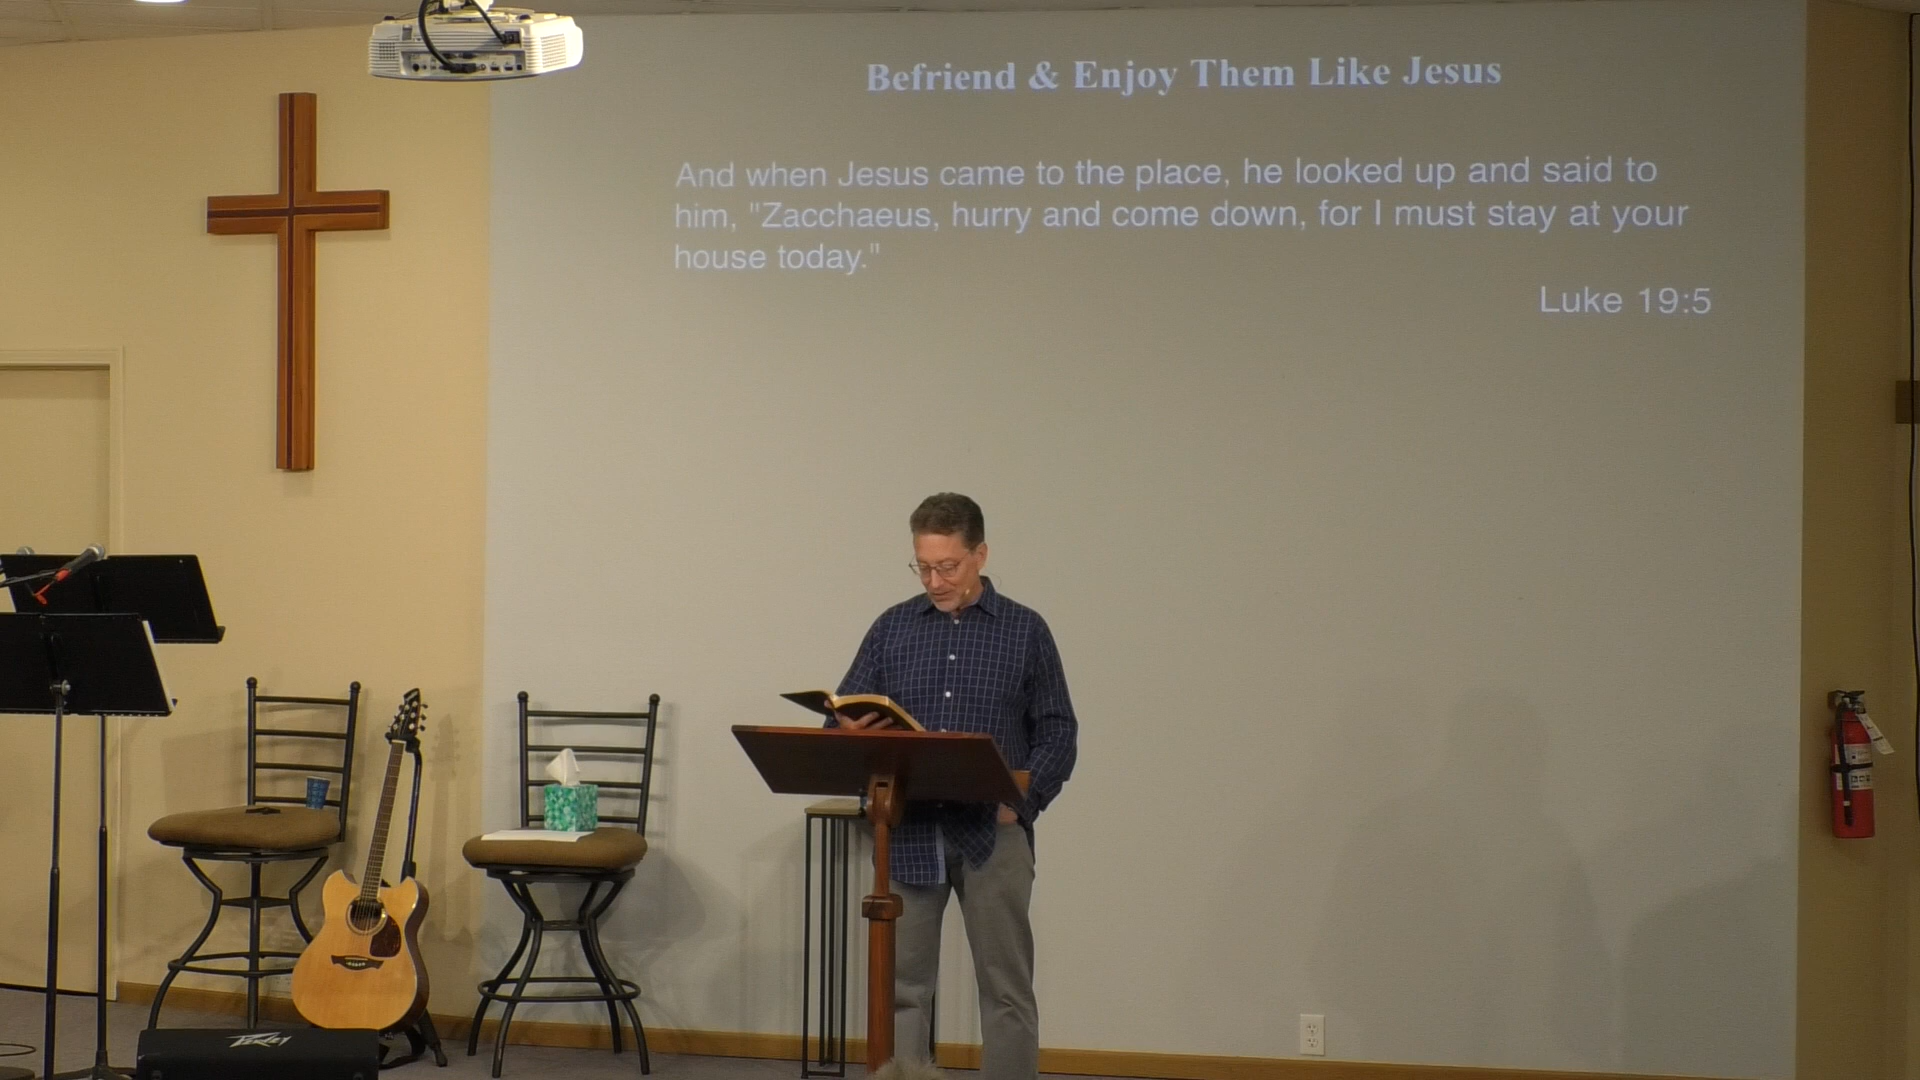 Befriend & Enjoy Them Like Jesus
And when Jesus came to the place, he looked up and said to
him, "Zacchaeus, hurry and come down, for I must stay at your
house today."
Luke 19:5
Peavey